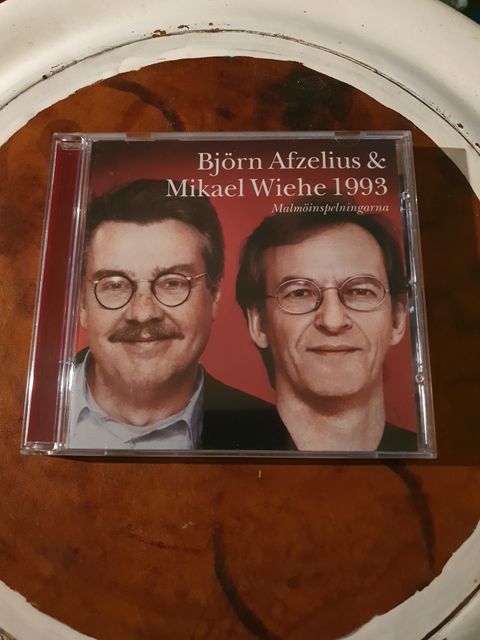 Björn Afzelius &
Mikael Wiehe 1993
Malmöinspelningarna